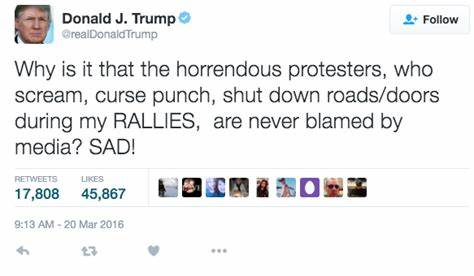 Donald J. Trump
Follow
@realDonaldTrump
Why is it that the horrendous protesters, who
scream, curse punch, shut down roads/doors
during my RALLIES, are never blamed by
media? SAD!
RETWEETS LIKES
17,808 45,867
9:13 AM - 20 Mar 2016